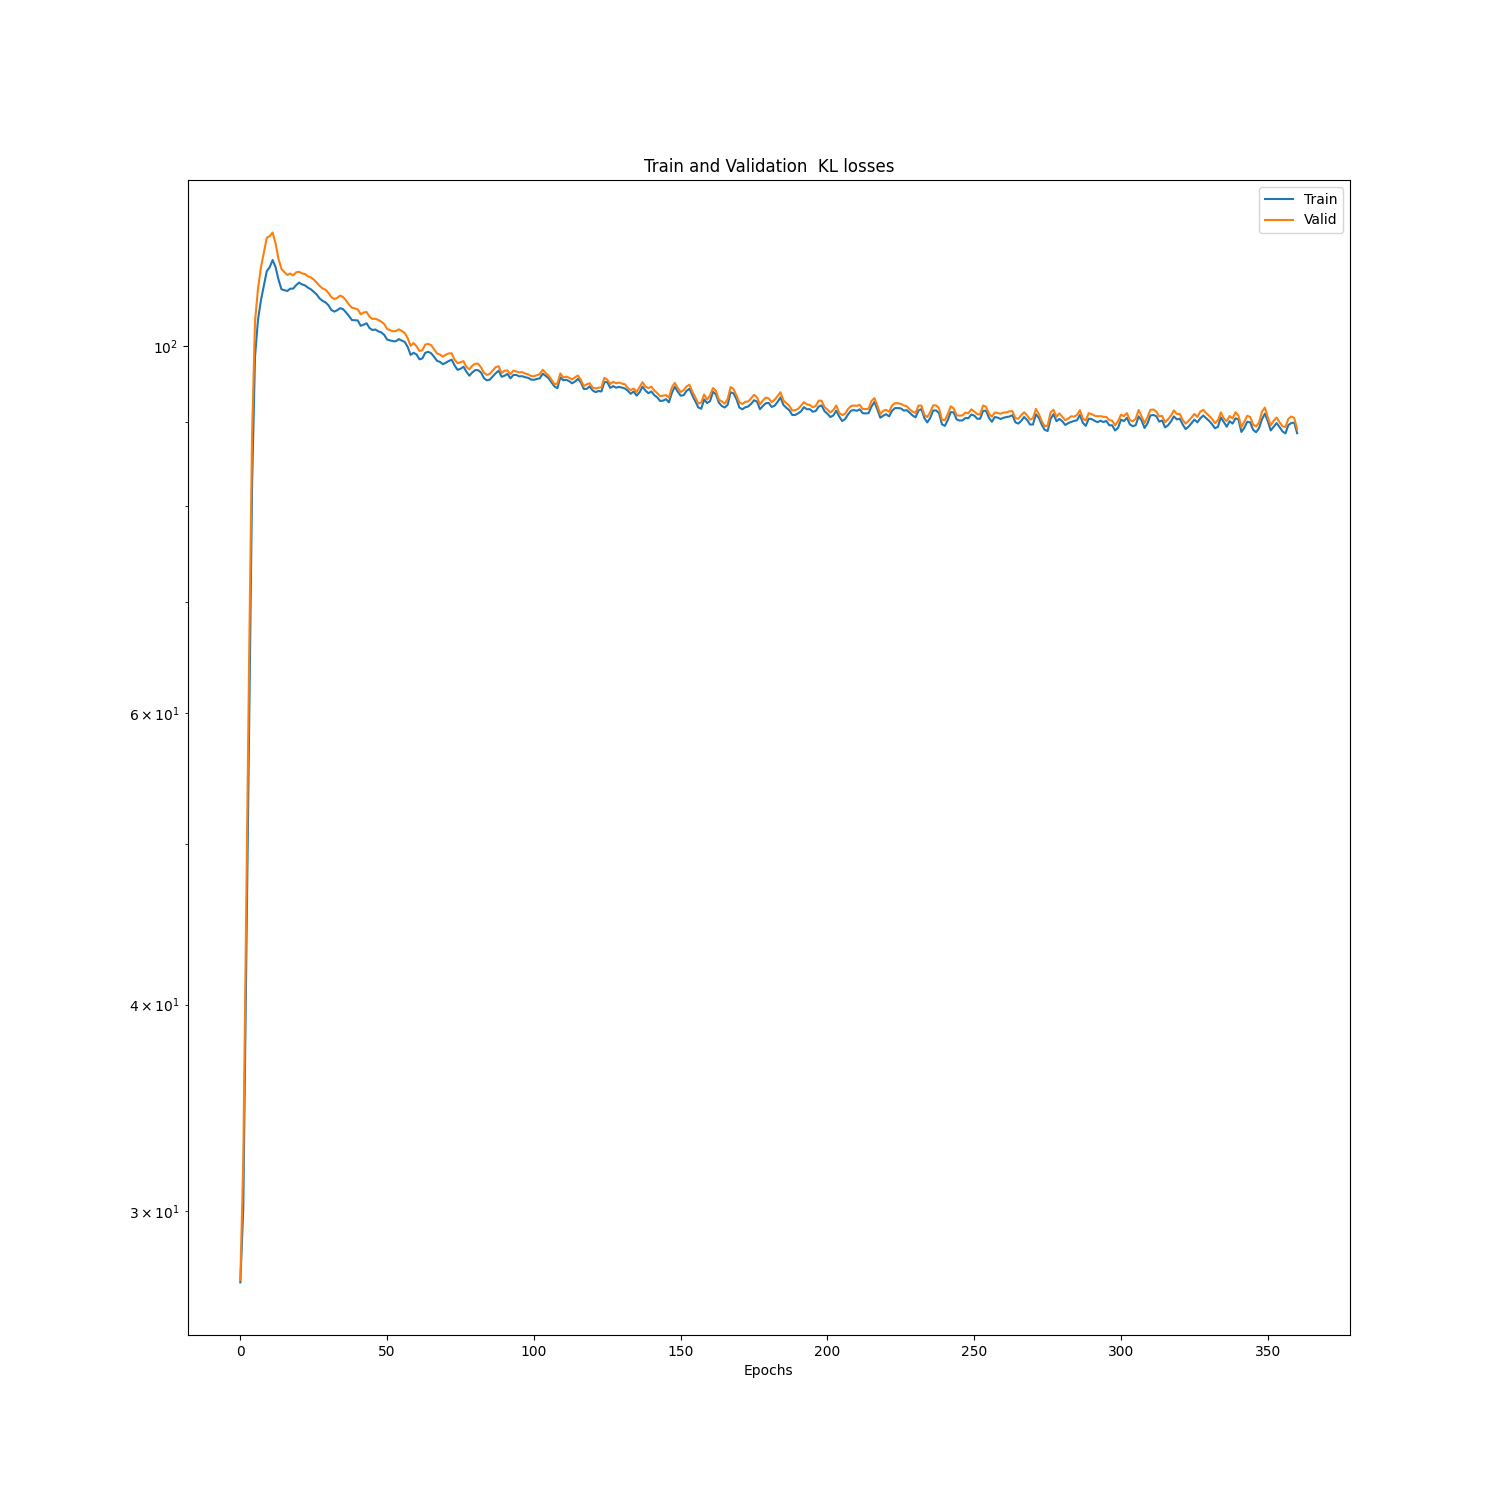 Train and Validation  KL losses
Train
Valid
10²
6 × 10¹
4 × 10¹
3 × 10¹
0 50 100 150 200 250 300 350
Epochs